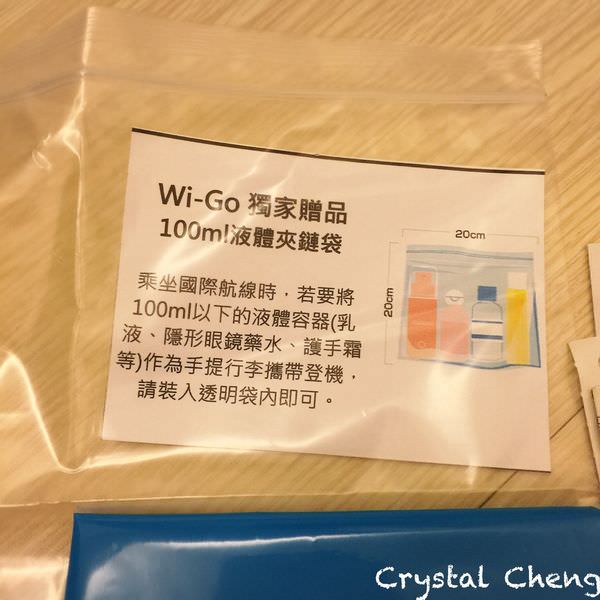 Wi-Go 獨家贈品
100ml液體夾鏈袋
乘坐國際航線時，若要將
100ml以下的液體容器(乳
液、隱形眼鏡藥水、護手霜
等)作為手提行李攜帶登機，
請裝入透明袋內即可。
20cm
20cm
Crystal Cheng